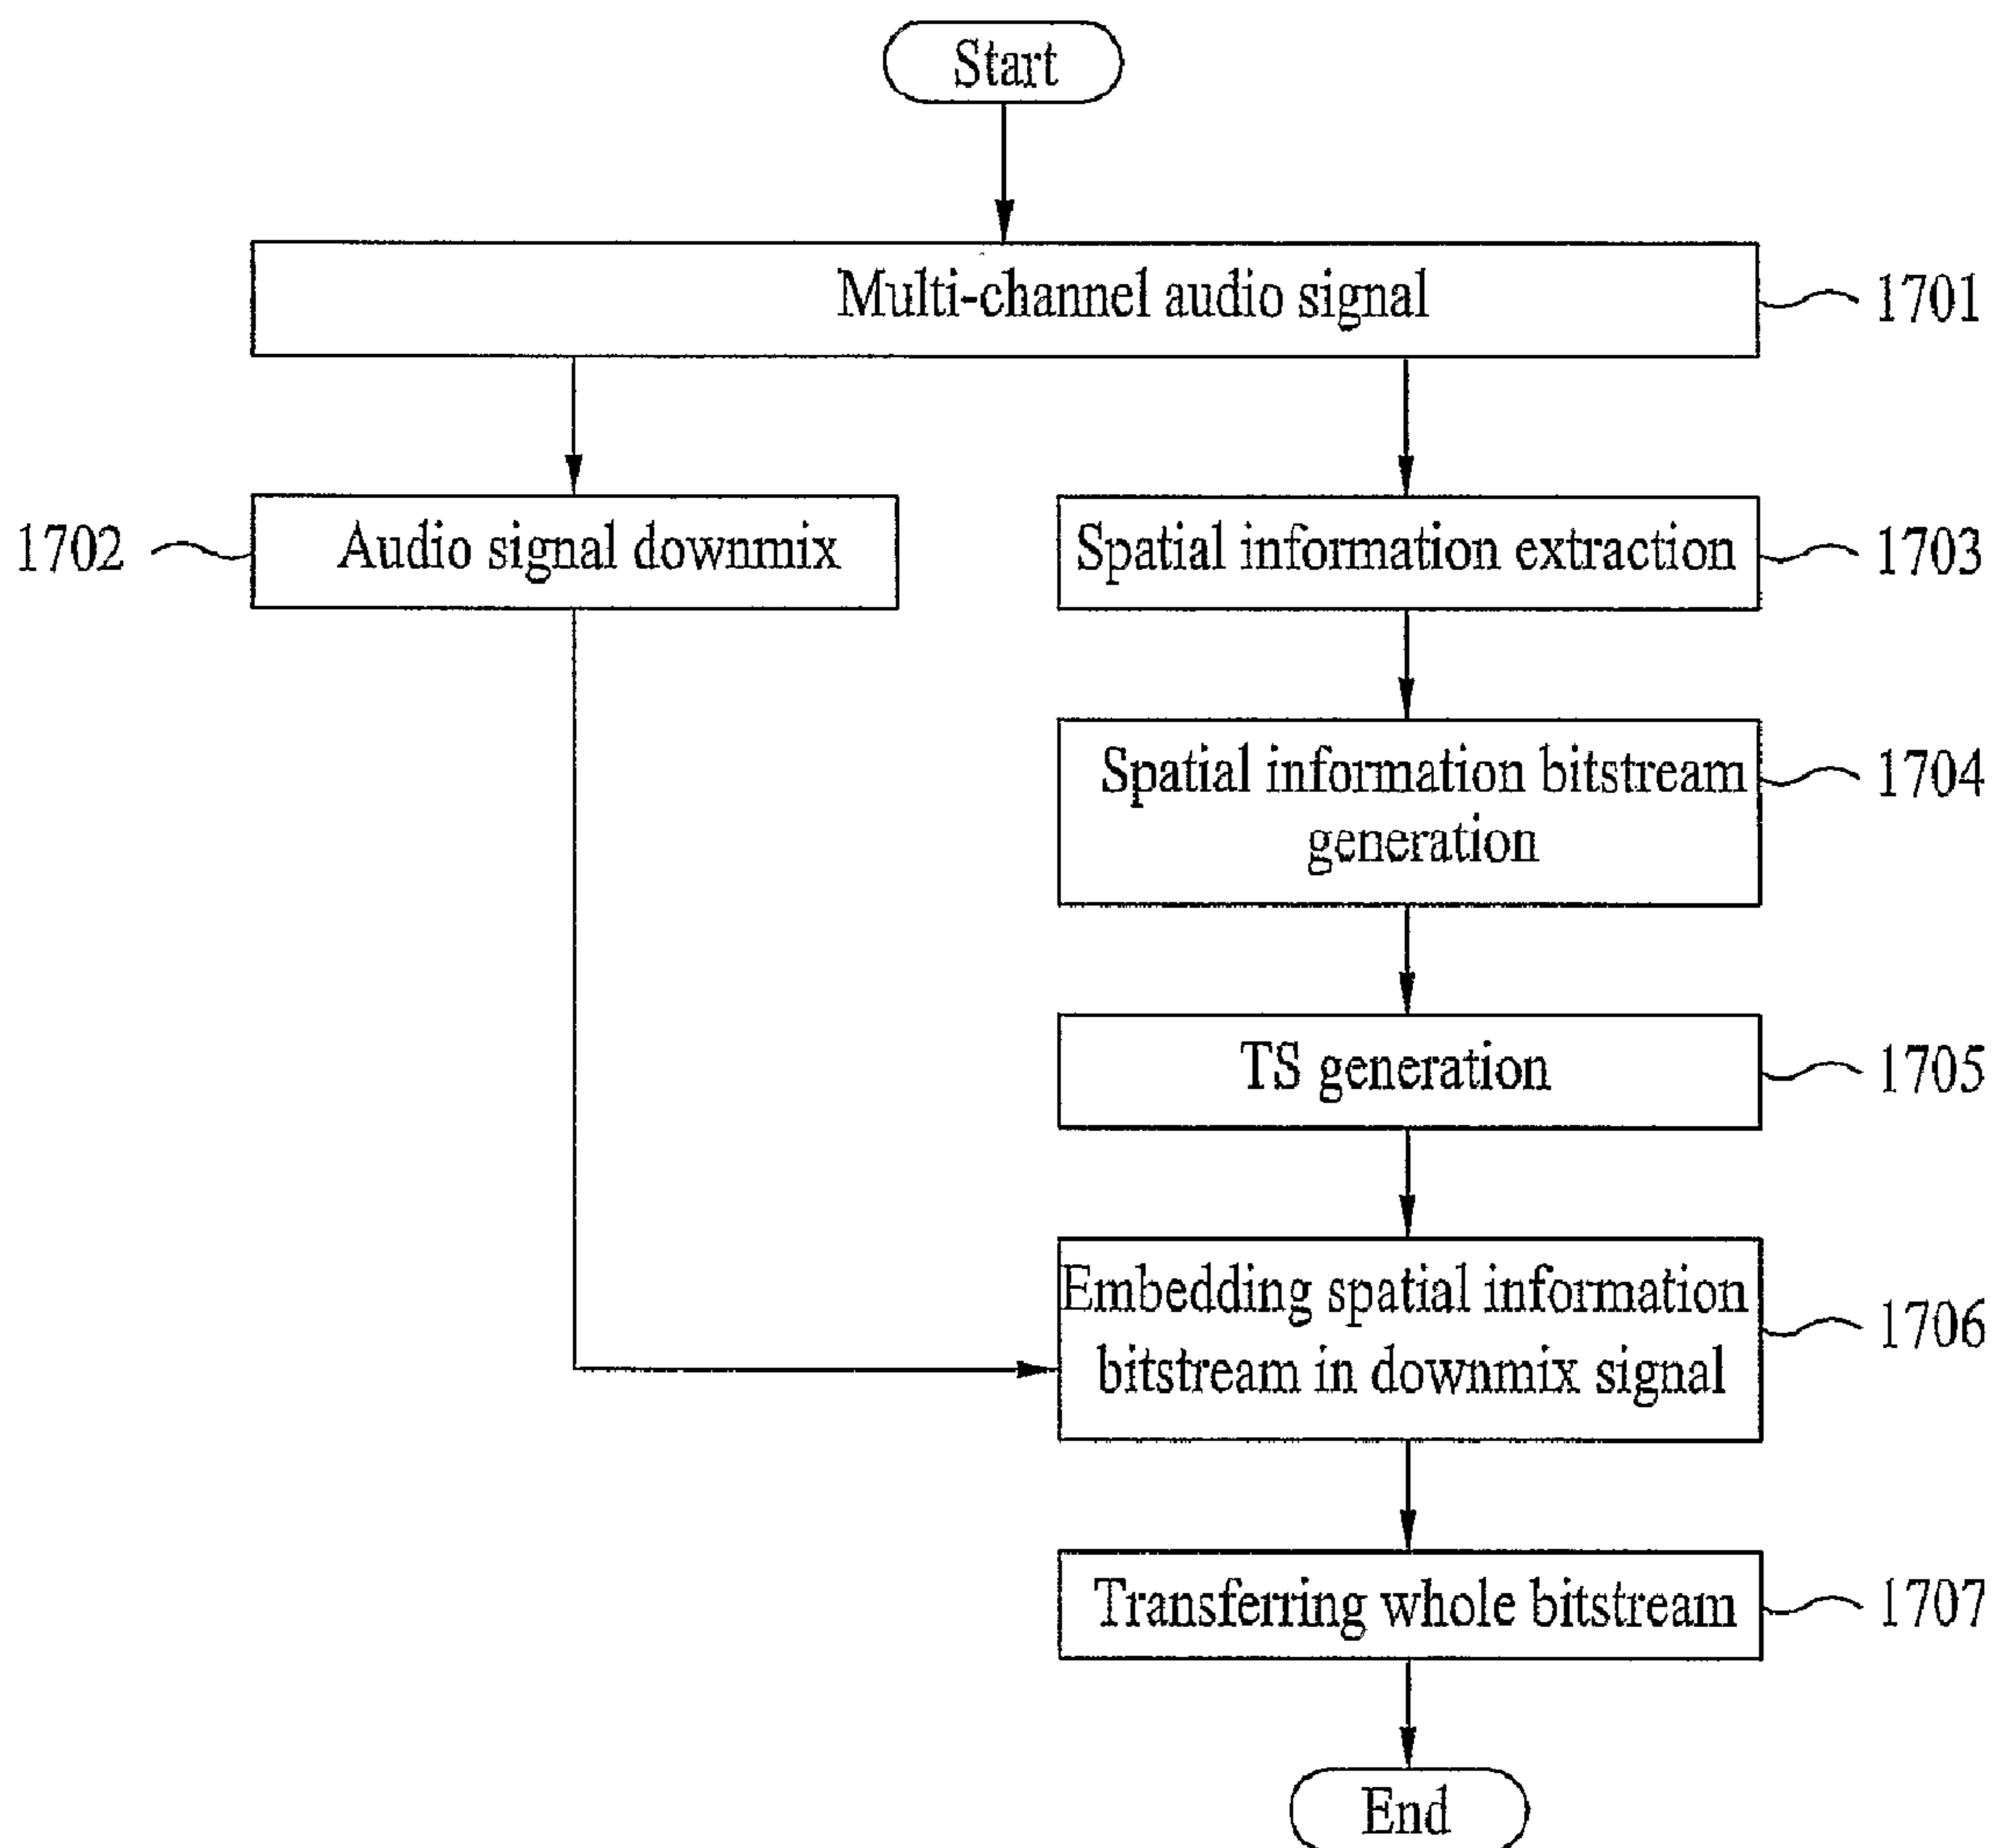 Start
Multi-channel audio signal
1701
1702
Audio signal downmix
Spatial information extraction
1703
Spatial information bitstream
generation
1704
TS generation
1705
Embedding spatial information
bitstream in downmix signal
1706
Transferring whole bitstream
1707
End